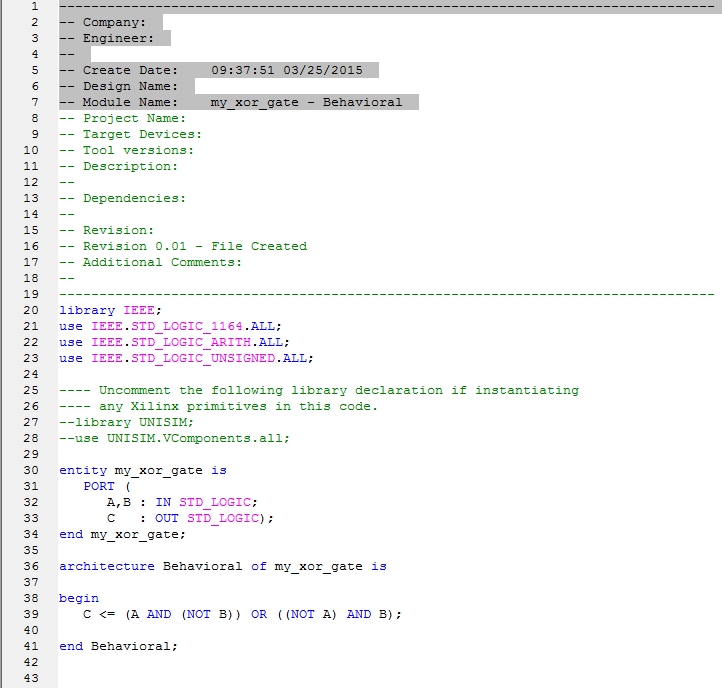 1 ----------------------------------------------------------------------------------
2 -- Company:
3 -- Engineer:
4 --
5 -- Create Date:    09:37:51 03/25/2015
6 -- Design Name:
7 -- Module Name:    my_xor_gate - Behavioral
8 -- Project Name:
9 -- Target Devices:
10 -- Tool versions:
11 -- Description:
12 --
13 -- Dependencies:
14 --
15 -- Revision:
16 -- Revision 0.01 - File Created
17 -- Additional Comments:
18 --
19 ----------------------------------------------------------------------------------
20 library IEEE;
21 use IEEE.STD_LOGIC_1164.ALL;
22 use IEEE.STD_LOGIC_ARITH.ALL;
23 use IEEE.STD_LOGIC_UNSIGNED.ALL;
24
25 ---- Uncomment the following library declaration if instantiating
26 ---- any Xilinx primitives in this code.
27 --library UNISIM;
28 --use UNISIM.VComponents.all;
29
30 entity my_xor_gate is
31    PORT (
32       A,B : IN STD_LOGIC;
33       C   : OUT STD_LOGIC);
34 end my_xor_gate;
35
36 architecture Behavioral of my_xor_gate is
37
38 begin
39    C <= (A AND (NOT B)) OR ((NOT A) AND B);
40
41 end Behavioral;
42
43